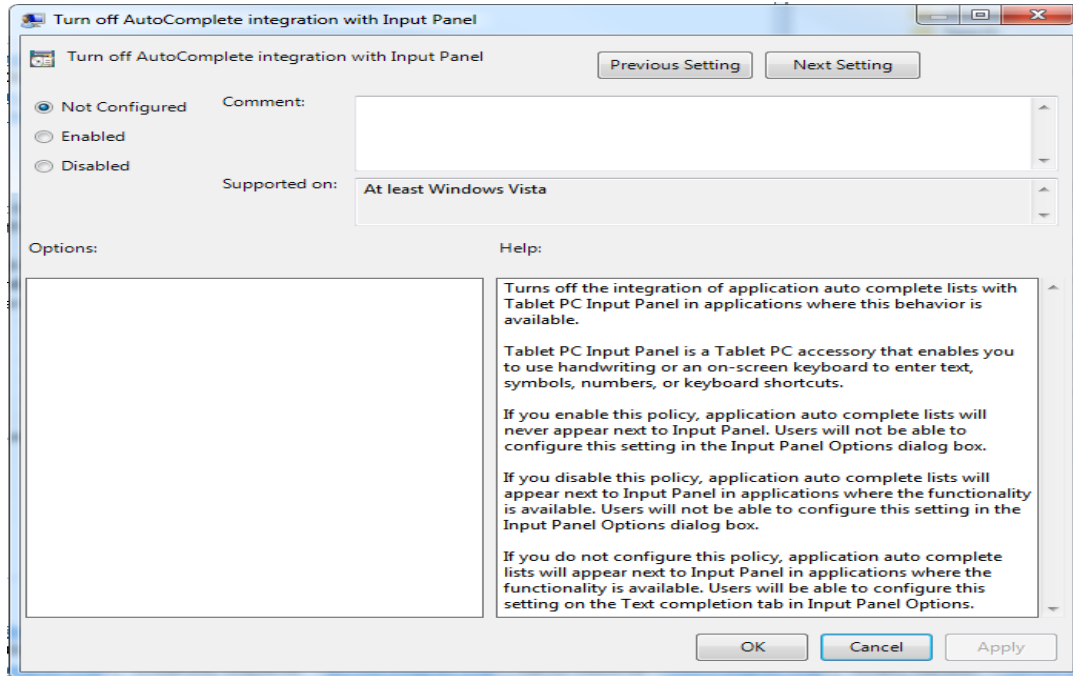 Turn off AutoComplete integration with Input Panel
Turn off AutoComplete integration with Input Panel
Previous Setting
Next Setting
Not Configured
Comment:
Enabled
Disabled
Supported on:
At least Windows Vista
Options:
Help:
Turns off the integration of application auto complete lists with
Tablet PC Input Panel in applications where this behavior is
available.
Tablet PC Input Panel is a Tablet PC accessory that enables you
to use handwriting or an on-screen keyboard to enter text,
symbols, numbers, or keyboard shortcuts.
If you enable this policy, application auto complete lists will
never appear next to Input Panel. Users will not be able to
configure this setting in the Input Panel Options dialog box.
If you disable this policy, application auto complete lists will
appear next to Input Panel in applications where the functionality
is available. Users will not be able to configure this setting in the
Input Panel Options dialog box.
If you do not configure this policy, application auto complete
lists will appear next to Input Panel in applications where the
functionality is available. Users will be able to configure this
setting on the Text completion tab in Input Panel Options.
OK
Cancel
Apply